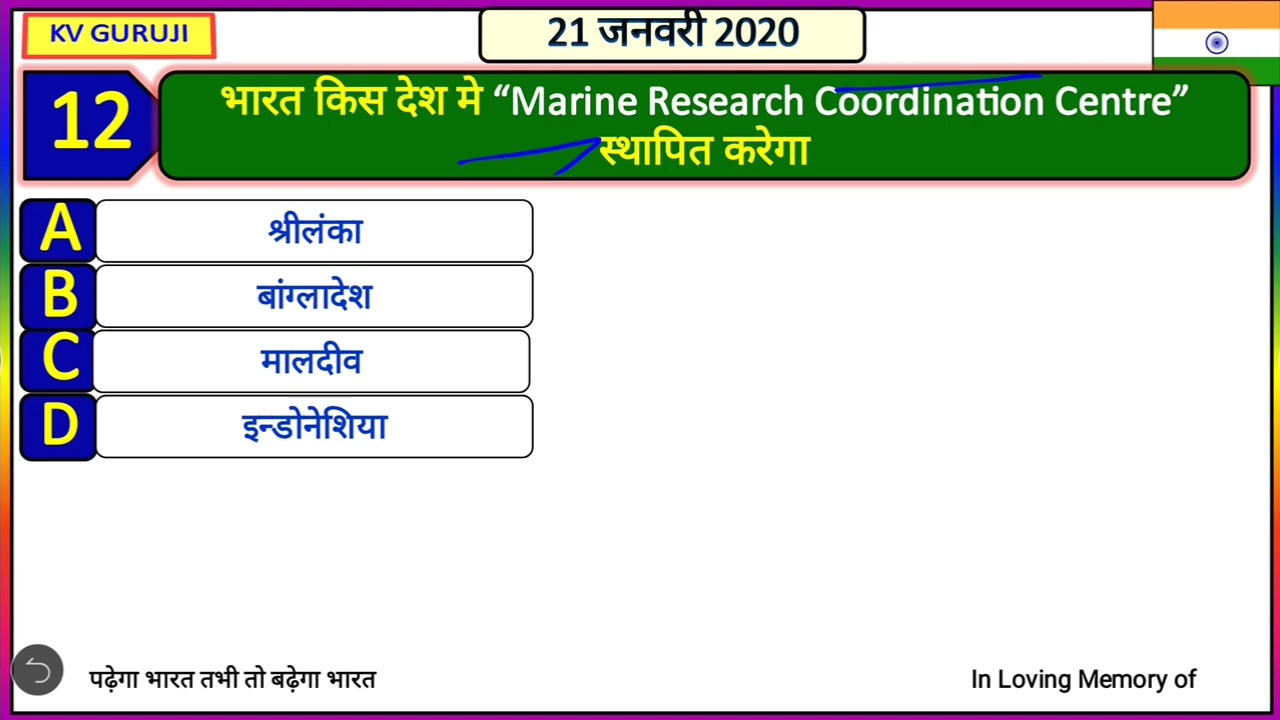 KV GURUJI
21 जनवरी 2020
12
भारत किस देश मे “Marine Research Coordination Centre”
स्थापित करेगा
A श्रीलंका
B बांग्लादेश
C मालदीव
D इन्डोनेशिया
पढ़ेगा भारत तभी तो बढ़ेगा भारत
In Loving Memory of